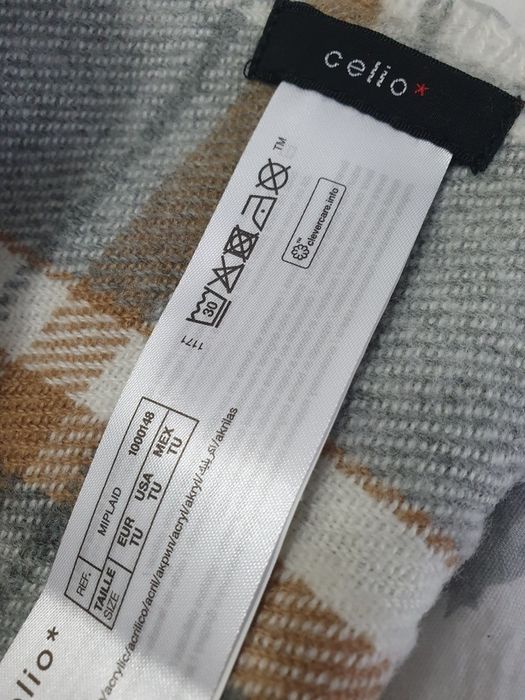 celio*
TM
clevercare.info
30
1171
REF. MIPLAID 1000148
TAILLE EUR USA MEX
SIZE TU TU TU
/acrylic/acrilico/acril/акрил/acryl/akryl/أكريليك/akrilas
lio*